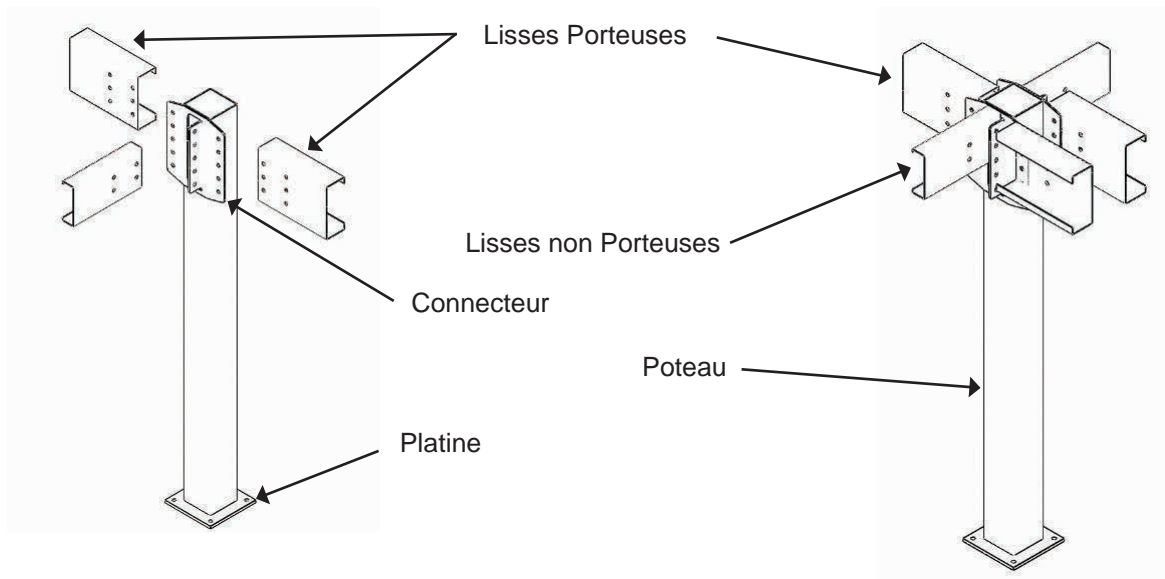 Lisses Porteuses
Lisses non Porteuses
Connecteur
Poteau
Platine